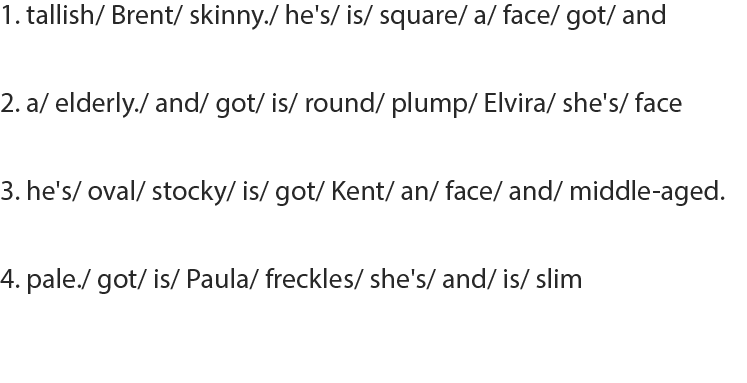 1. tallish/ Brent/ skinny./ he's/ is/ square/ a/ face/ got/ and
2. a/ elderly./ and/ got/ is/ round/ plump/ Elvira/ she's/ face
3. he's/ oval/ stocky/ is/ got/ Kent/ an/ face/ and/ middle-aged.
4. pale./ got/ is/ Paula/ freckles/ she's/ and/ is/ slim